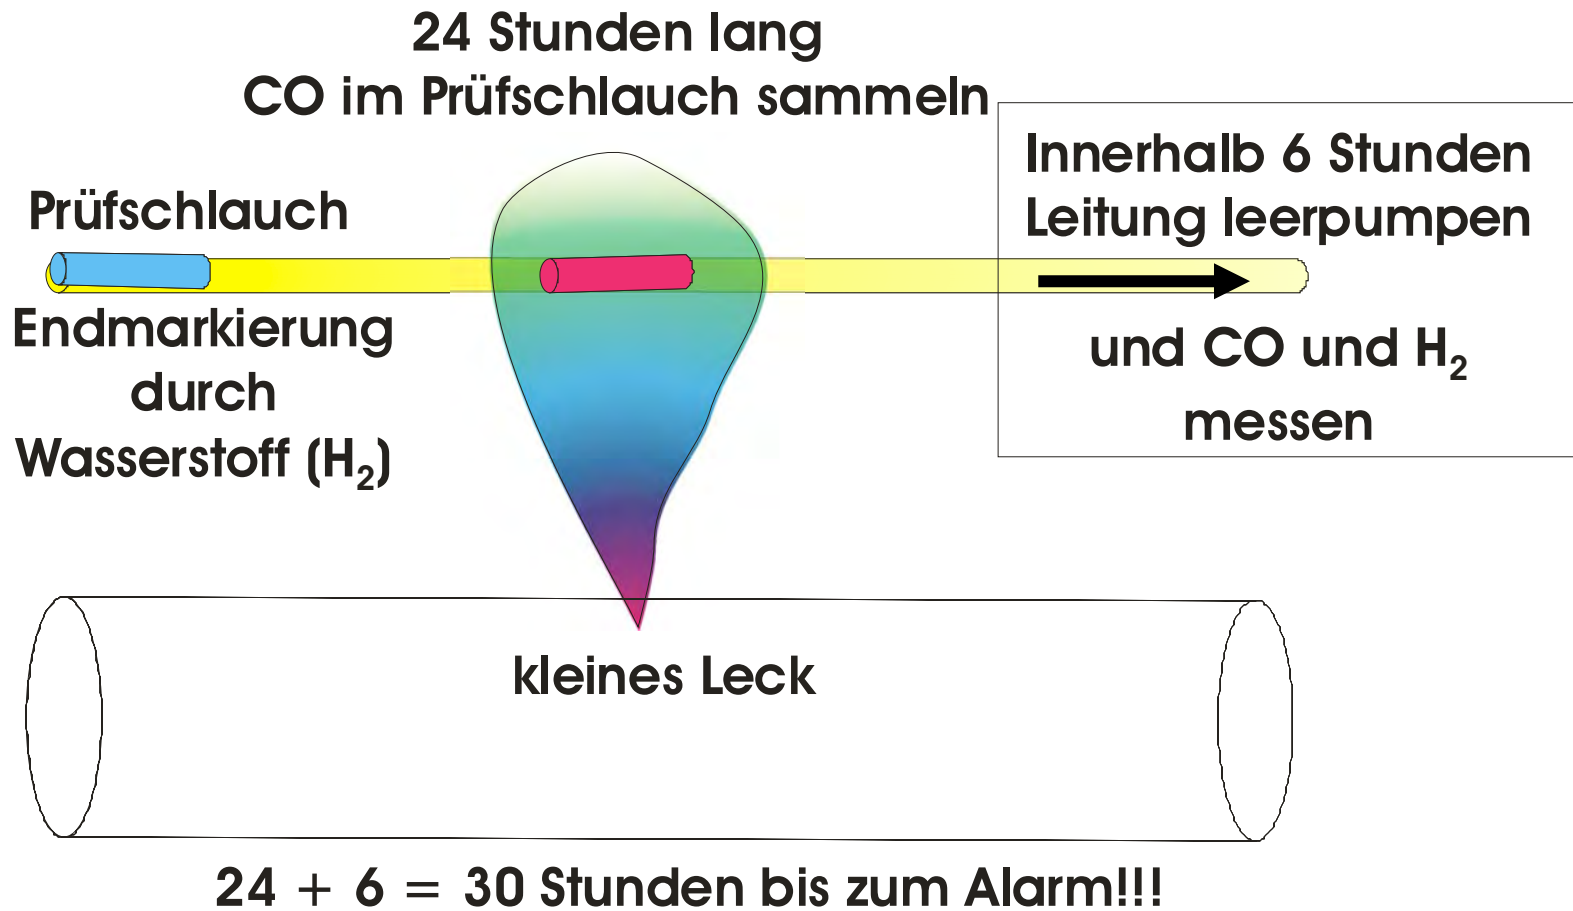 24 Stunden lang
CO im Prüfschlauch sammeln
Innerhalb 6 Stunden
Leitung leerpumpen
und CO und H₂
messen
Prüfschlauch
Endmarkierung
durch
Wasserstoff (H₂)
kleines Leck
24 + 6 = 30 Stunden bis zum Alarm!!!